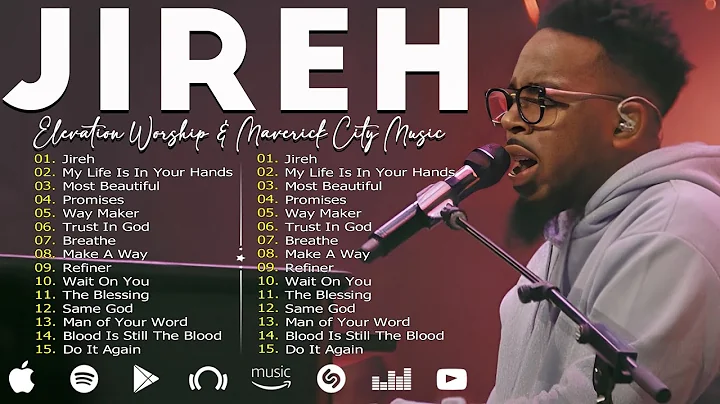 JIREH
Elevation Worship & Maverick City Music
01. Jireh
02. My Life Is In Your Hands
03. Most Beautiful
04. Promises
05. Way Maker
06. Trust In God
07. Breathe
08. Make A Way
09. Refiner
10. Wait On You
11. The Blessing
12. Same God
13. Man of Your Word
14. Blood Is Still The Blood
15. Do It Again
01. Jireh
02. My Life Is In Your Hands
03. Most Beautiful
04. Promises
05. Way Maker
06. Trust In God
07. Breathe
08. Make A Way
09. Refiner
10. Wait On You
11. The Blessing
12. Same God
13. Man of Your Word
14. Blood Is Still The Blood
15. Do It Again
music